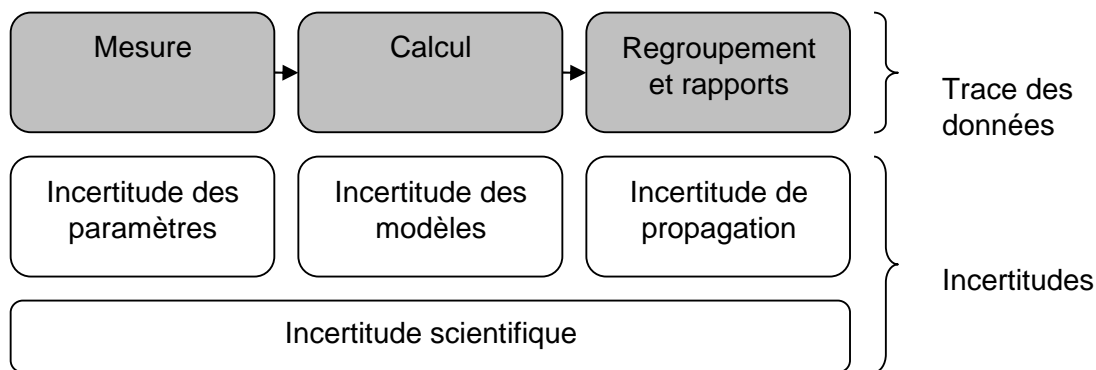 Mesure
Calcul
Regroupement
et rapports
Trace des
données
Incertitude des
paramètres
Incertitude des
modèles
Incertitude de
propagation
Incertitudes
Incertitude scientifique